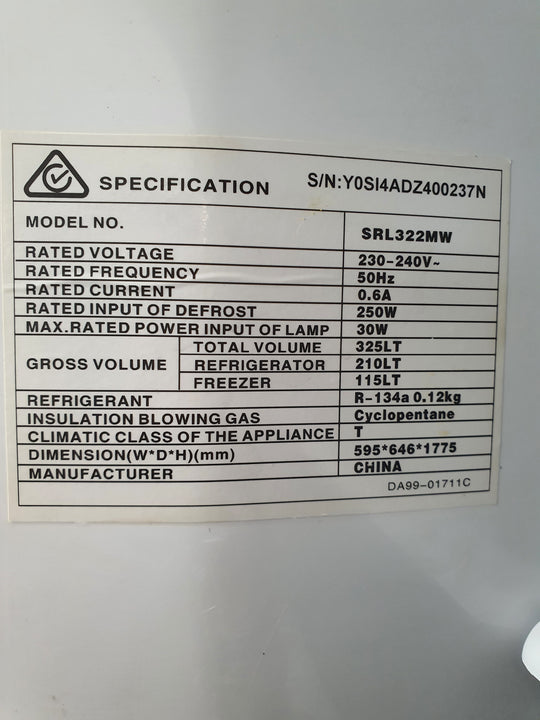 SPECIFICATION S/N:Y0SI4ADZ400237N
MODEL NO. SRL322MW
RATED VOLTAGE 230-240V~
RATED FREQUENCY 50Hz
RATED CURRENT 0.6A
RATED INPUT OF DEFROST 250W
MAX.RATED POWER INPUT OF LAMP 30W
GROSS VOLUME TOTAL VOLUME 325LT
REFRIGERATOR 210LT
FREEZER 115LT
REFRIGERANT R-134a 0.12kg
INSULATION BLOWING GAS Cyclopentane
CLIMATIC CLASS OF THE APPLIANCE T
DIMENSION(W*D*H)(mm) 595*646*1775
MANUFACTURER CHINA
DA99-01711C